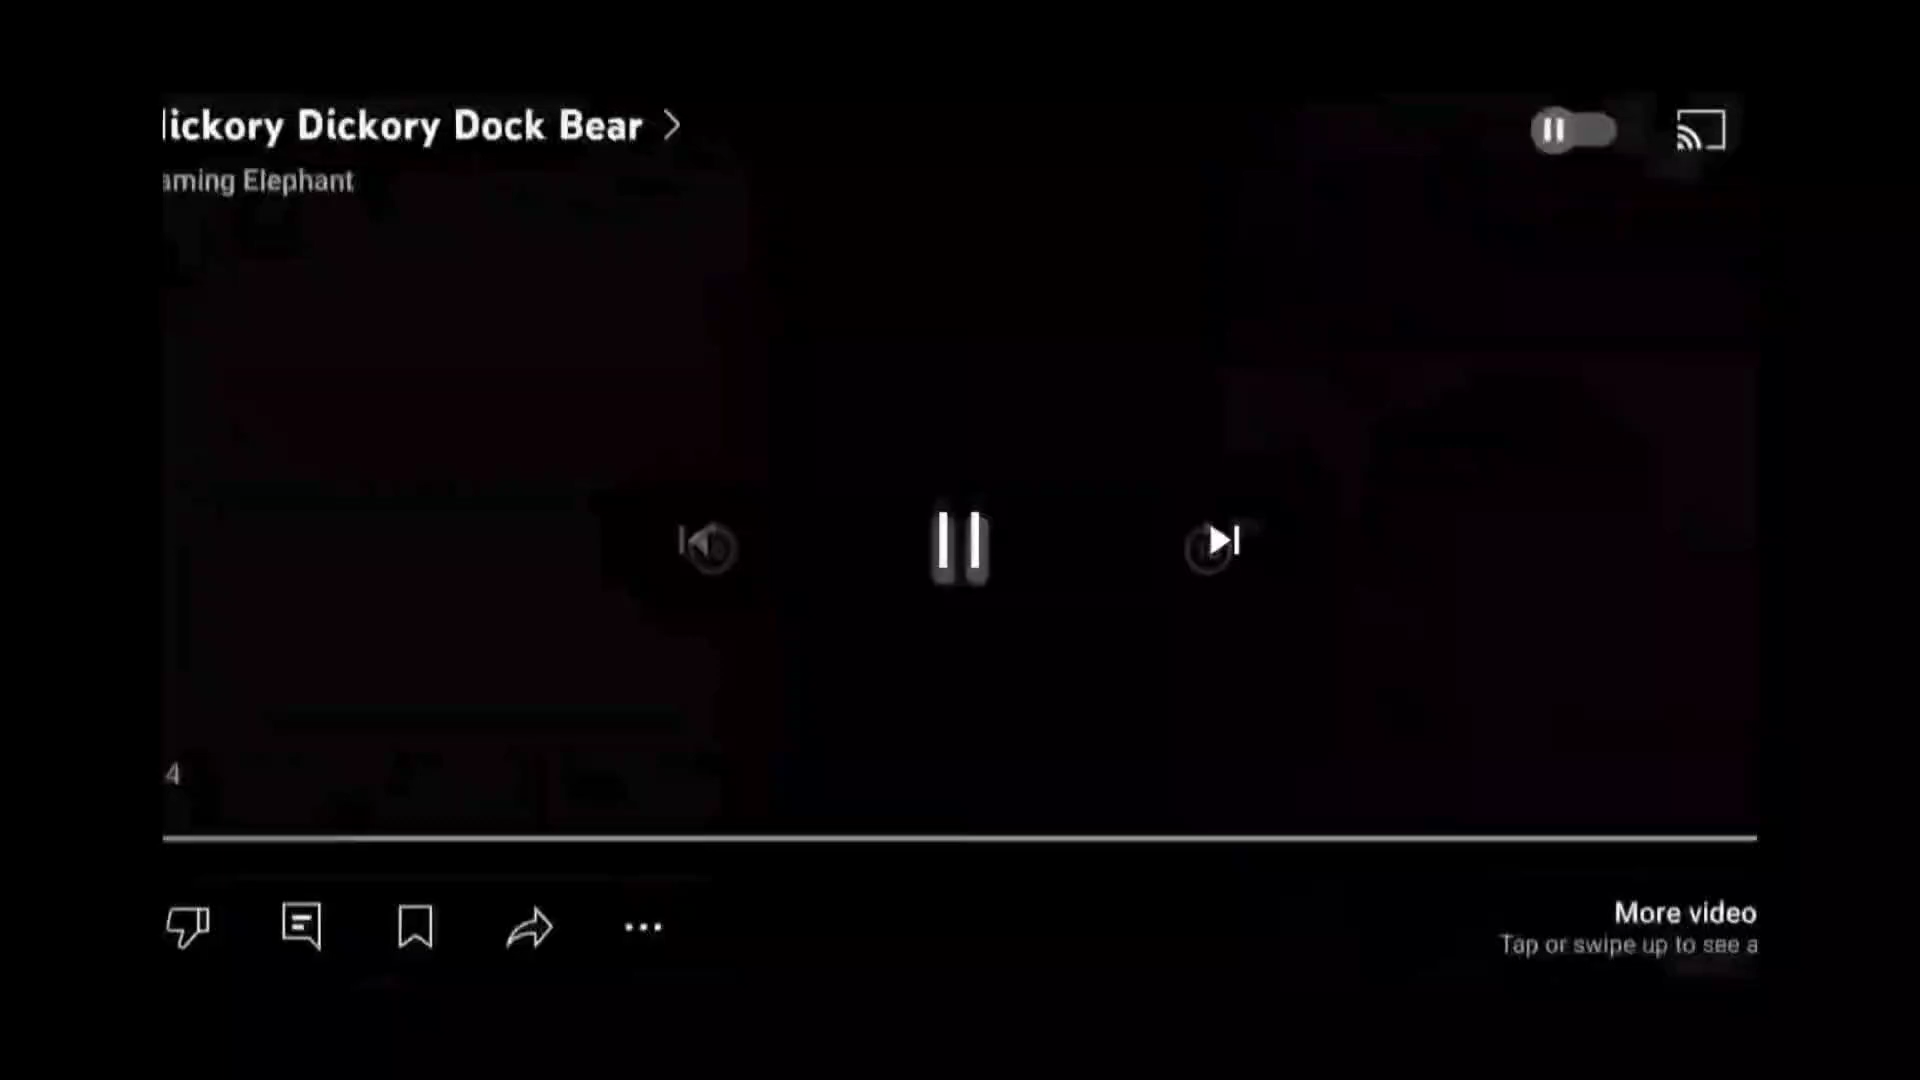 ickory Dickory Dock Bear
aming Elephant
4
More video
Tap or swipe up to see a